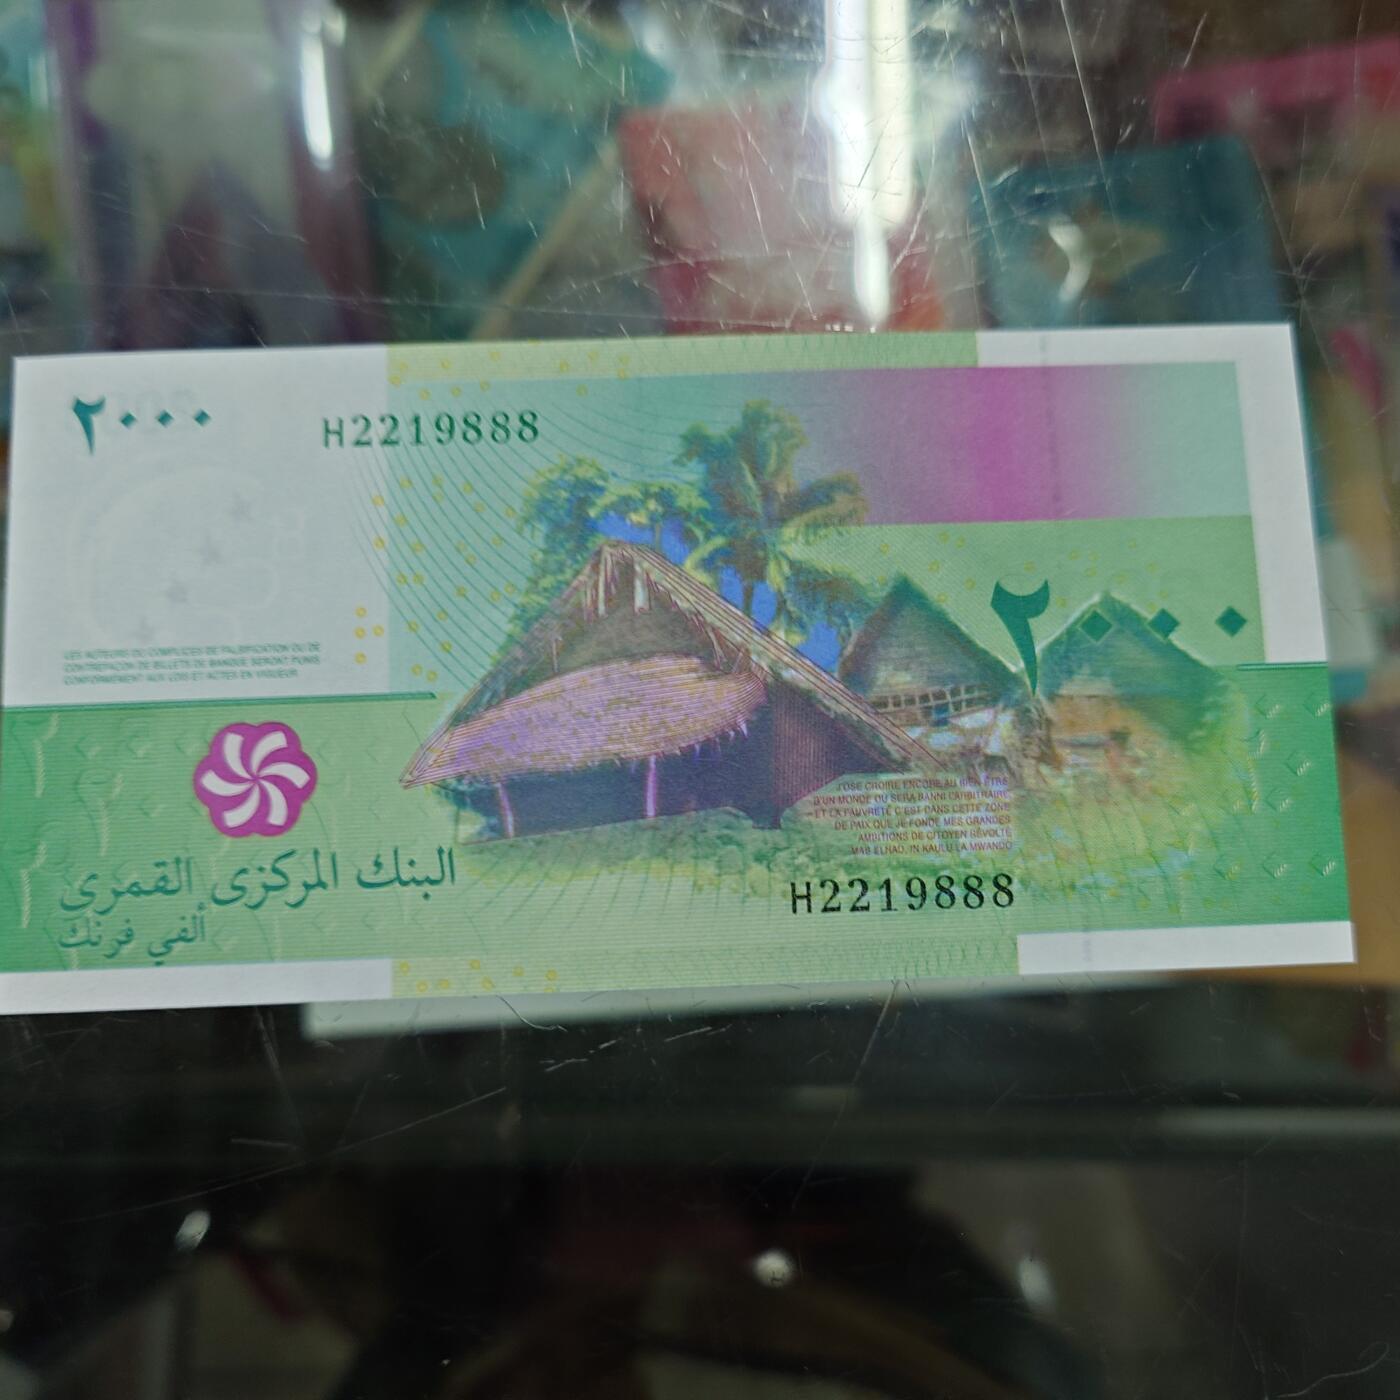 ٢٠٠٠
H2219888
LES AUTEURS OU COMPLICES DE FALSIFICATION OU DE
CONTREFAÇON DE BILLETS DE BANQUE SERONT PUNIS
CONFORMÉMENT AUX LOIS ET ACTES EN VIGUEUR
٢٠٠٠
J'OSE CROIRE ENCORE AU BIEN ÊTRE
D'UN MONDE OÙ SERA BANNI L'ARBITRAIRE
ET LA PAUVRETÉ C'EST DANS CETTE ZONE
DE PAIX QUE JE FONDE MES GRANDES
AMBITIONS DE CITOYEN RÉVOLTÉ
MAB ELHAD, IN KAULU LA MWANDO
البنك المركزى القمرى
ألفي فرنك
H2219888